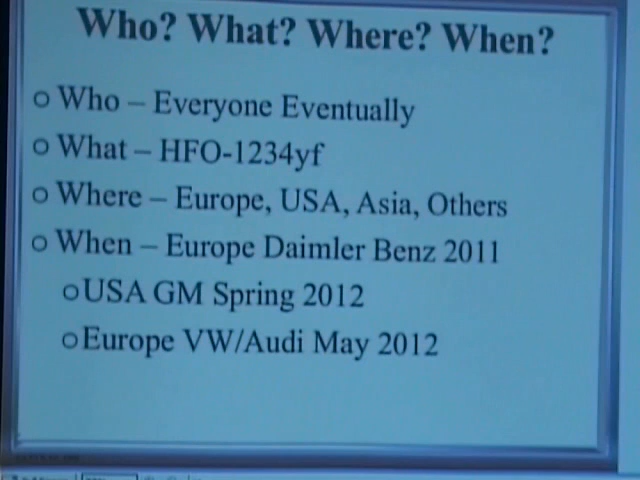 Who? What? Where? When?
Who – Everyone Eventually
What – HFO-1234yf
Where – Europe, USA, Asia, Others
When – Europe Daimler Benz 2011
USA GM Spring 2012
Europe VW/Audi May 2012